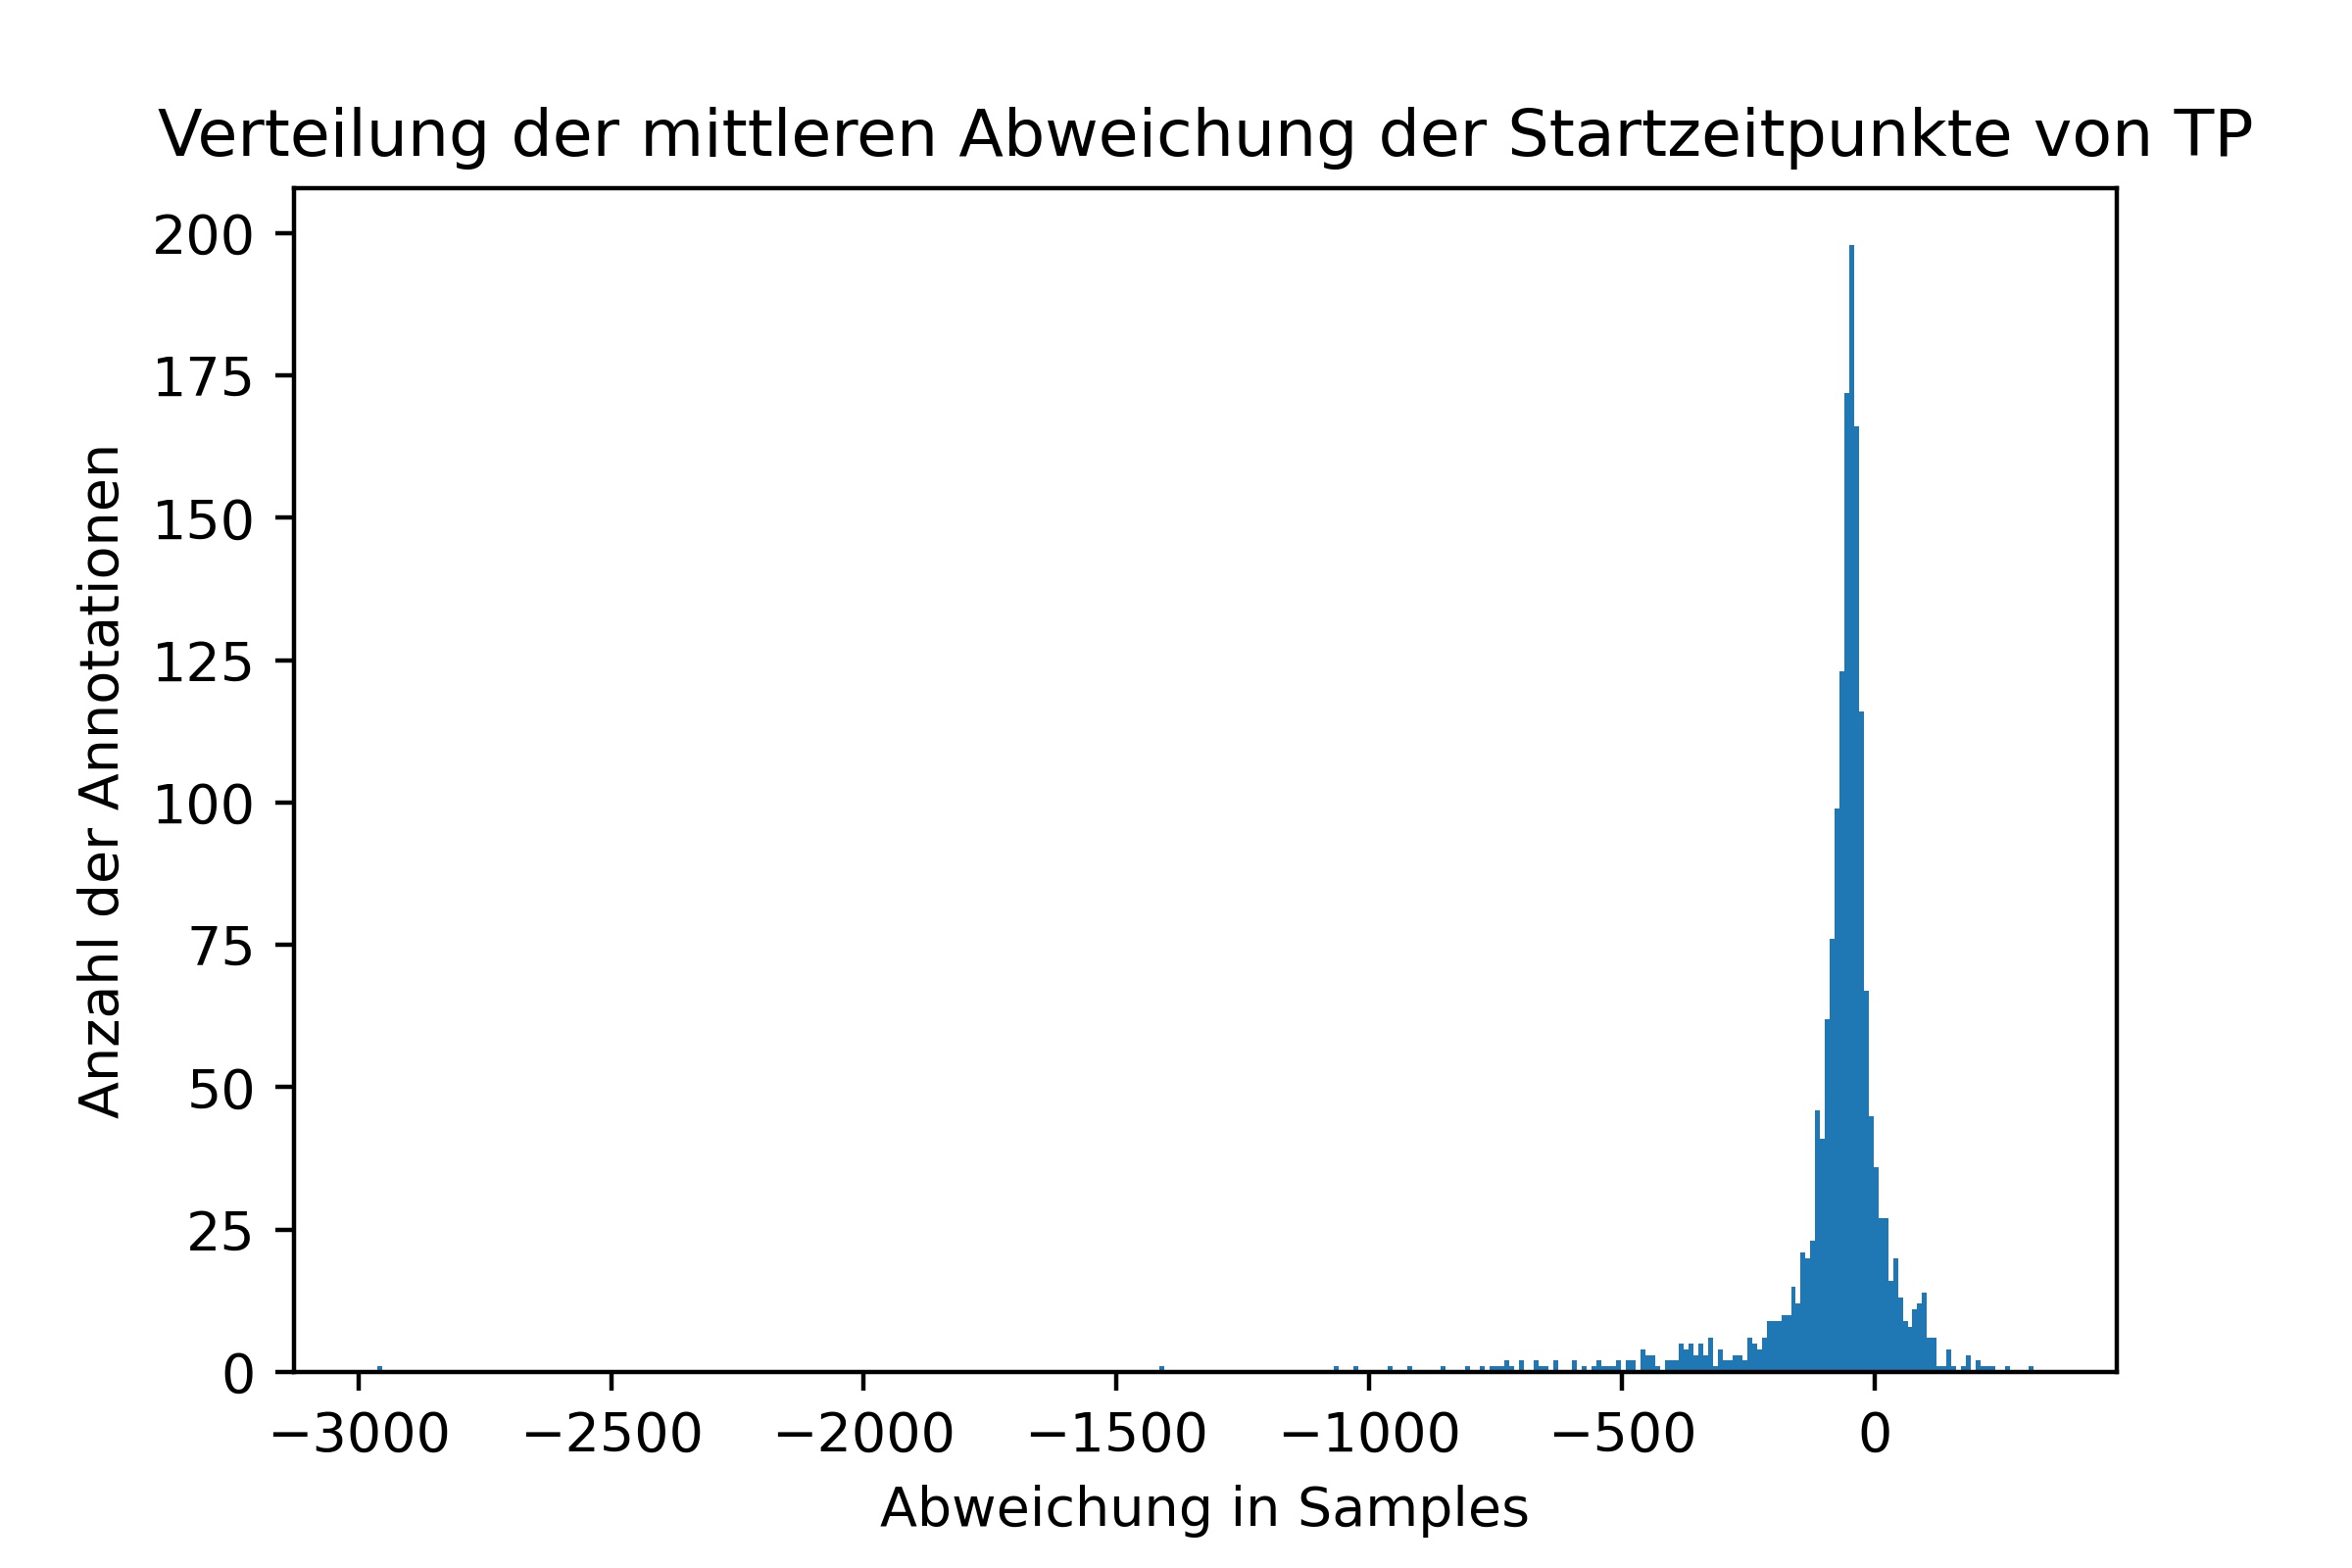 Verteilung der mittleren Abweichung der Startzeitpunkte von TP
200
175
150
125
100
75
50
25
0
Anzahl der Annotationen
−3000 −2500 −2000 −1500 −1000 −500 0
Abweichung in Samples